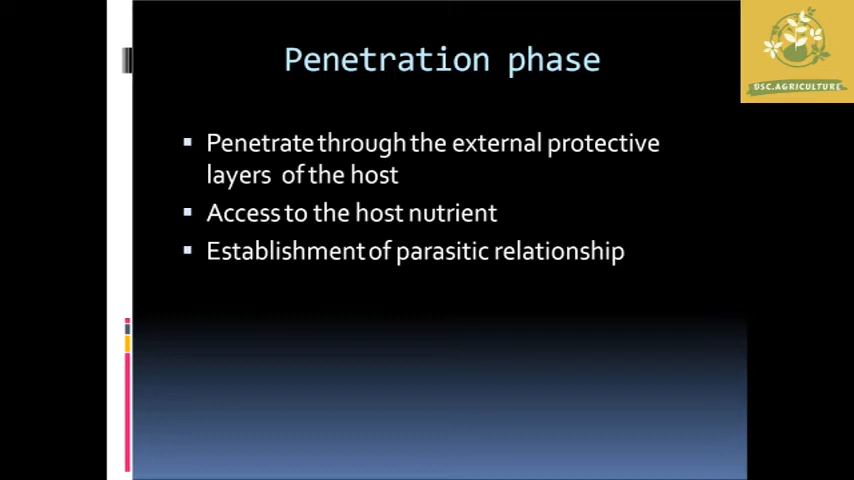 Penetration phase
DSC.AGRICULTURE
Penetrate through the external protective
layers of the host
Access to the host nutrient
Establishment of parasitic relationship